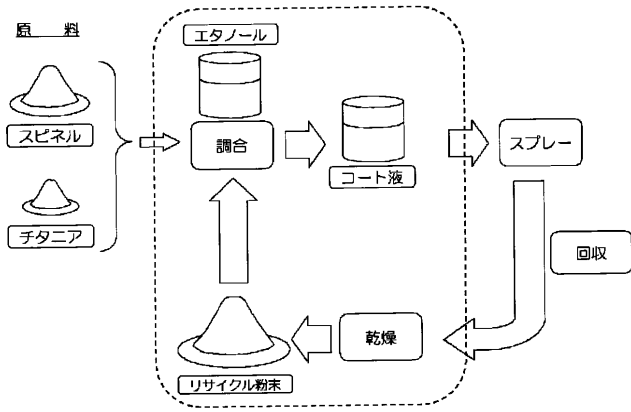 原 料
スピネル
チタニア
エタノール
調合
コート液
スプレー
回収
乾燥
リサイクル粉末